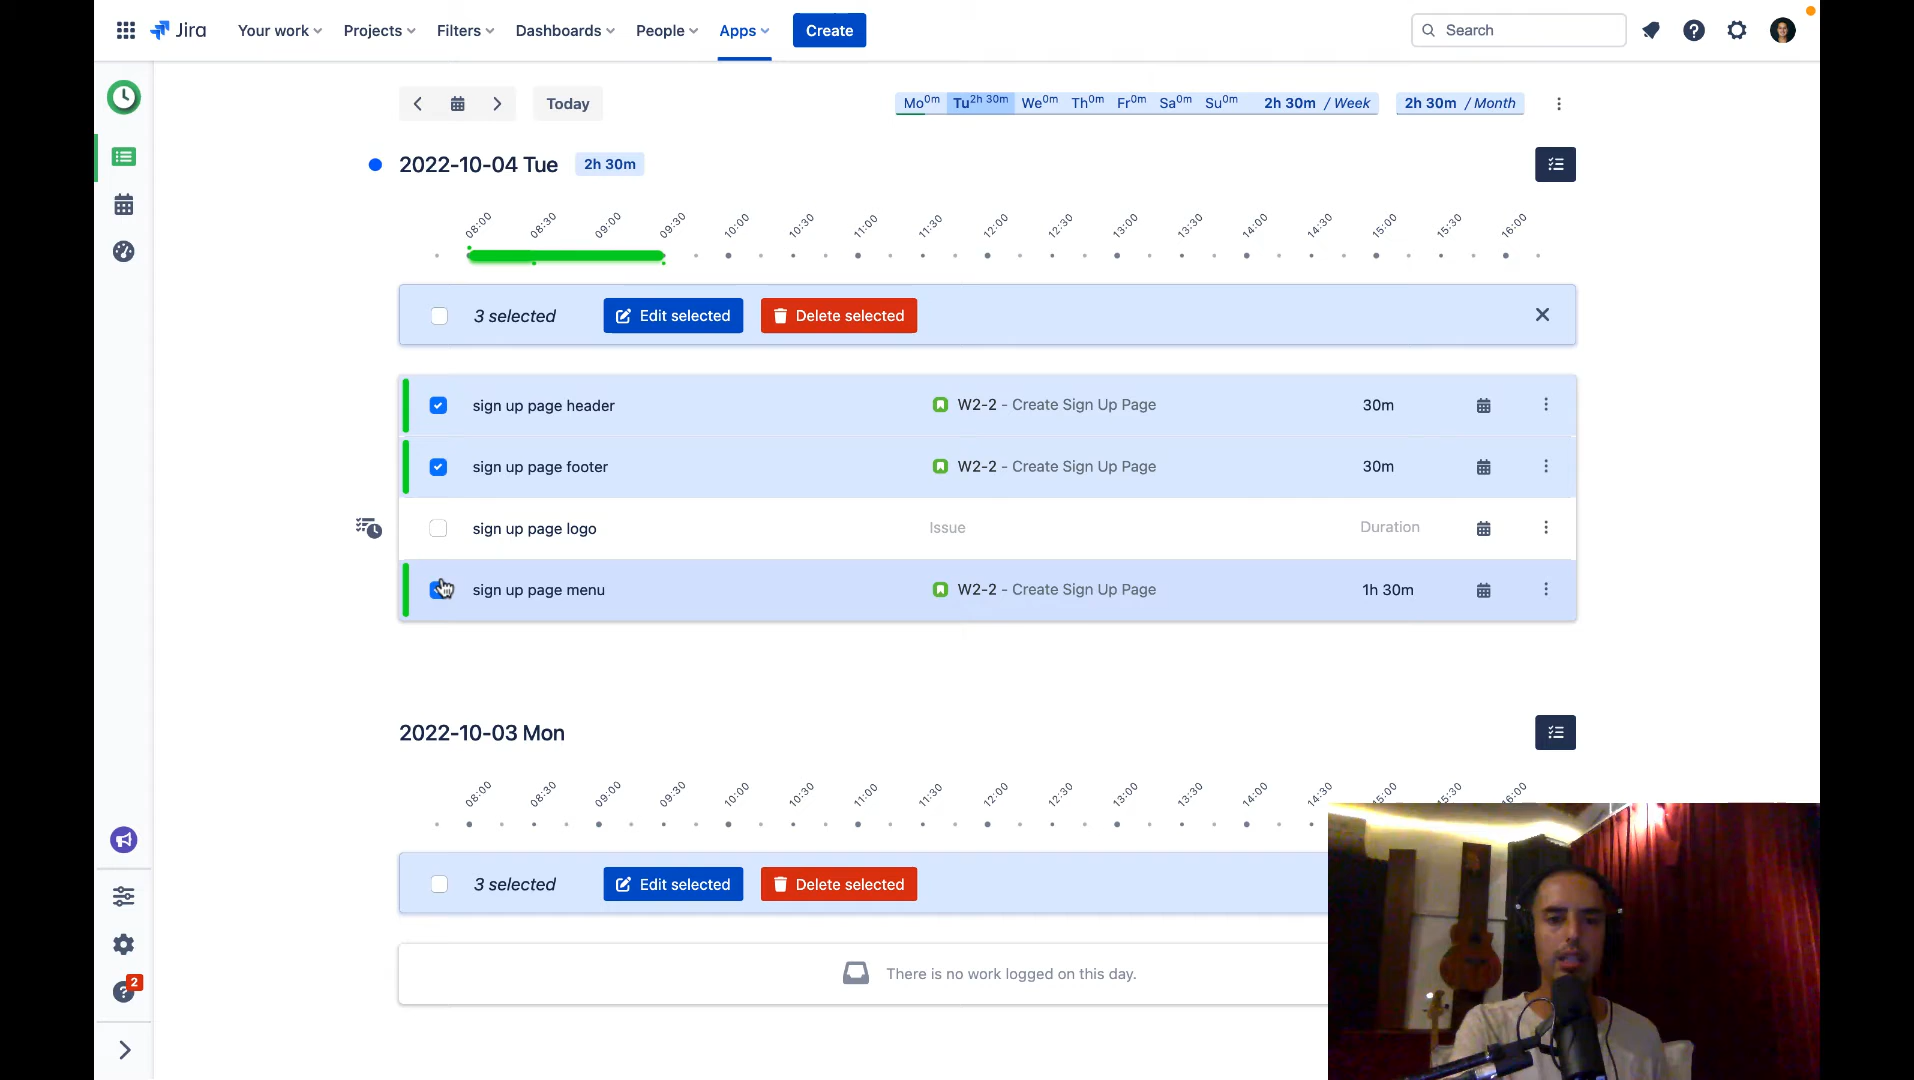 Jira Your work Projects Filters Dashboards People Apps Create Search
Today Mo0m Tu2h 30m We0m Th0m Fr0m Sa0m Su0m 2h 30m / Week 2h 30m / Month
2022-10-04 Tue 2h 30m
08:00 08:30 09:00 09:30 10:00 10:30 11:00 11:30 12:00 12:30 13:00 13:30 14:00 14:30 15:00 15:30 16:00
3 selected Edit selected Delete selected
sign up page header W2-2 - Create Sign Up Page 30m
sign up page footer W2-2 - Create Sign Up Page 30m
sign up page logo Issue Duration
sign up page menu W2-2 - Create Sign Up Page 1h 30m
2022-10-03 Mon
08:00 08:30 09:00 09:30 10:00 10:30 11:00 11:30 12:00 12:30 13:00 13:30 14:00 14:30 15:00 15:30 16:00
3 selected Edit selected Delete selected
There is no work logged on this day.
2